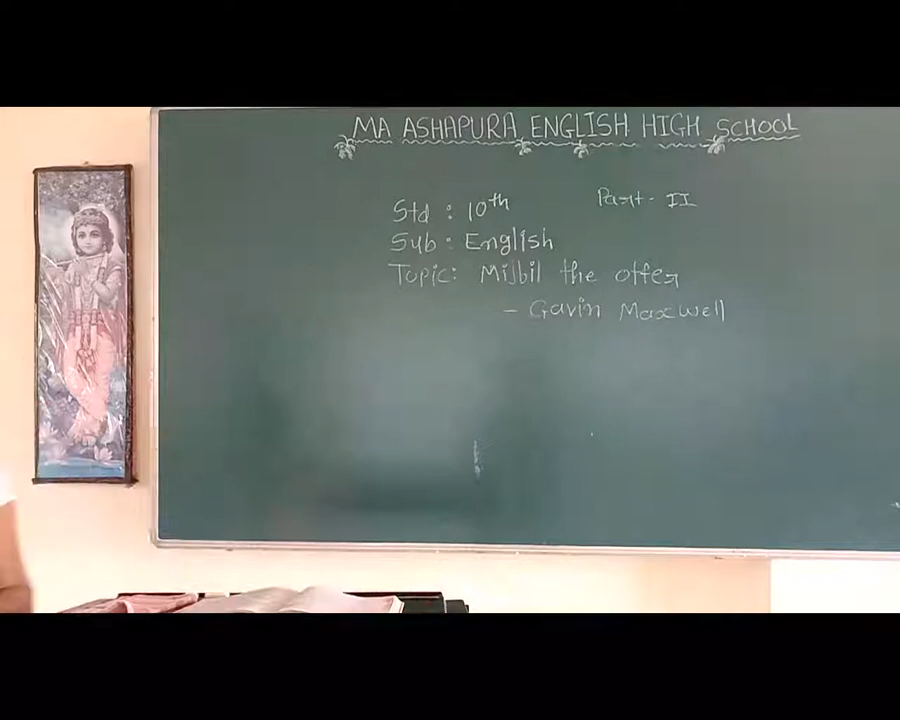 MA ASHAPURA ENGLISH HIGH SCHOOL
Std : 10th Part - II
Sub : English
Topic: Mijbil the otter
- Gavin Maxwell